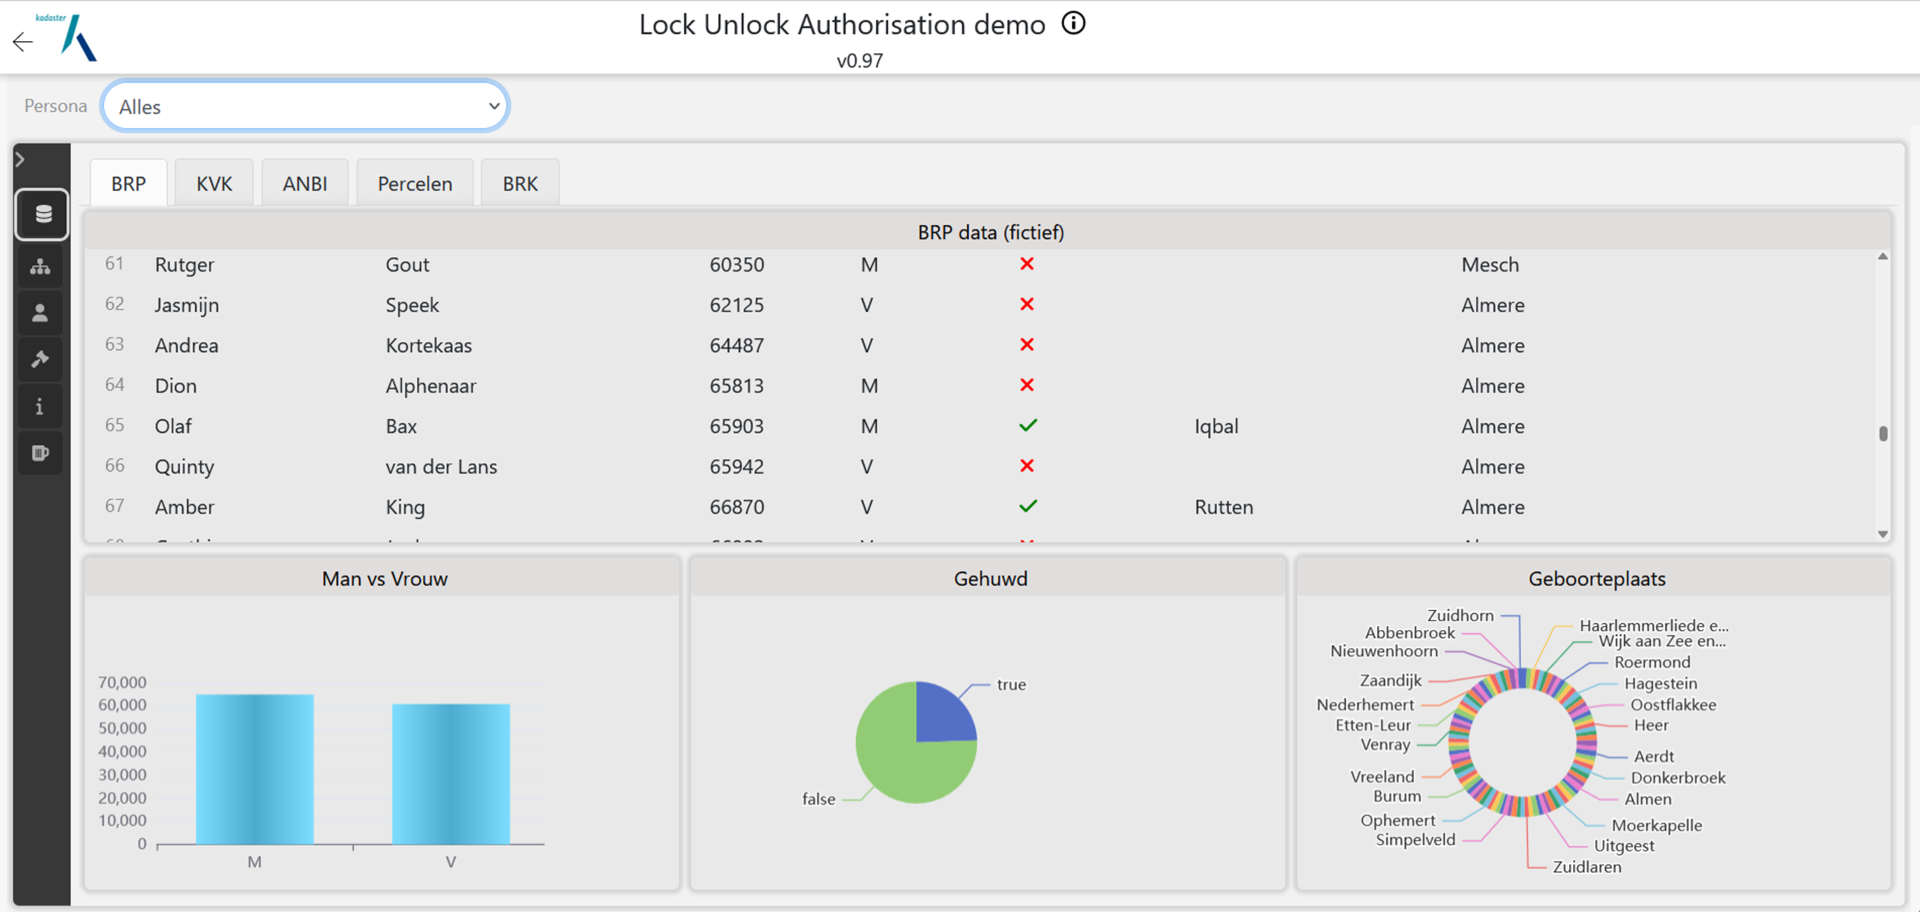 kadaster
Lock Unlock Authorisation demo
v0.97
Persona
Alles
BRP KVK ANBI Percelen BRK
BRP data (fictief)
61 Rutger Gout 60350 M Mesch
62 Jasmijn Speek 62125 V Almere
63 Andrea Kortekaas 64487 V Almere
64 Dion Alphenaar 65813 M Almere
65 Olaf Bax 65903 M Iqbal Almere
66 Quinty van der Lans 65942 V Almere
67 Amber King 66870 V Rutten Almere
Man vs Vrouw
70,000
60,000
50,000
40,000
30,000
20,000
10,000
0
M V
Gehuwd
true
false
Geboorteplaats
Zuidhorn
Abbenbroek
Nieuwenhoorn
Zaandijk
Nederhemert
Etten-Leur
Venray
Vreeland
Burum
Ophemert
Simpelveld
Haarlemmerliede e...
Wijk aan Zee en...
Roermond
Hagestein
Oostflakkee
Heer
Aerdt
Donkerbroek
Almen
Moerkapelle
Uitgeest
Zuidlaren